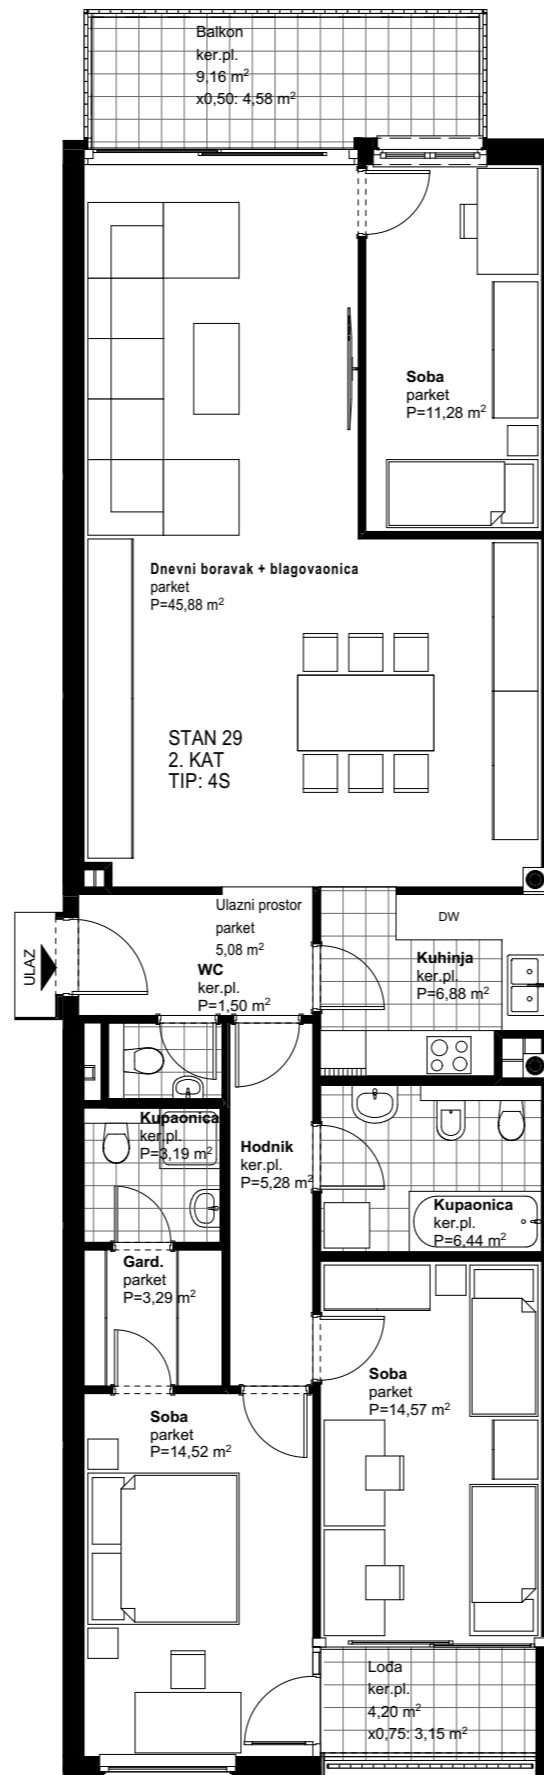 Balkon
ker.pl.
9,16 m²
x0,50: 4,58 m²
Soba
parket
P=11,28 m²
Dnevni boravak + blagovaonica
parket
P=45,88 m²
STAN 29
2. KAT
TIP: 4S
Ulazni prostor
parket
5,08 m²
DW
ULAZ
WC
ker.pl.
P=1,50 m²
Kuhinja
ker.pl.
P=6,88 m²
Kupaonica
ker.pl.
P=3,19 m²
Hodnik
ker.pl.
P=5,28 m²
Kupaonica
ker.pl.
P=6,44 m²
Gard.
parket
P=3,29 m²
Soba
parket
P=14,57 m²
Soba
parket
P=14,52 m²
Lođa
ker.pl.
4,20 m²
x0,75: 3,15 m²